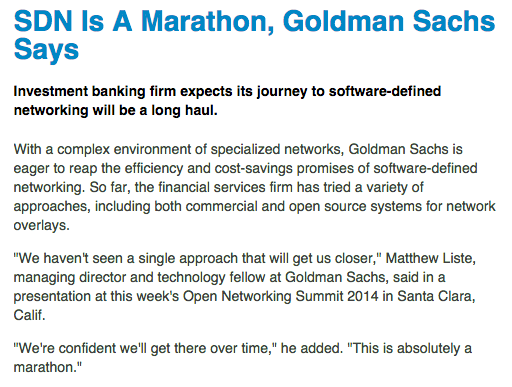 SDN Is A Marathon, Goldman Sachs
Says
Investment banking firm expects its journey to software-defined
networking will be a long haul.
With a complex environment of specialized networks, Goldman Sachs is
eager to reap the efficiency and cost-savings promises of software-defined
networking. So far, the financial services firm has tried a variety of
approaches, including both commercial and open source systems for network
overlays.
"We haven't seen a single approach that will get us closer," Matthew Liste,
managing director and technology fellow at Goldman Sachs, said in a
presentation at this week's Open Networking Summit 2014 in Santa Clara,
Calif.
"We're confident we'll get there over time," he added. "This is absolutely a
marathon."